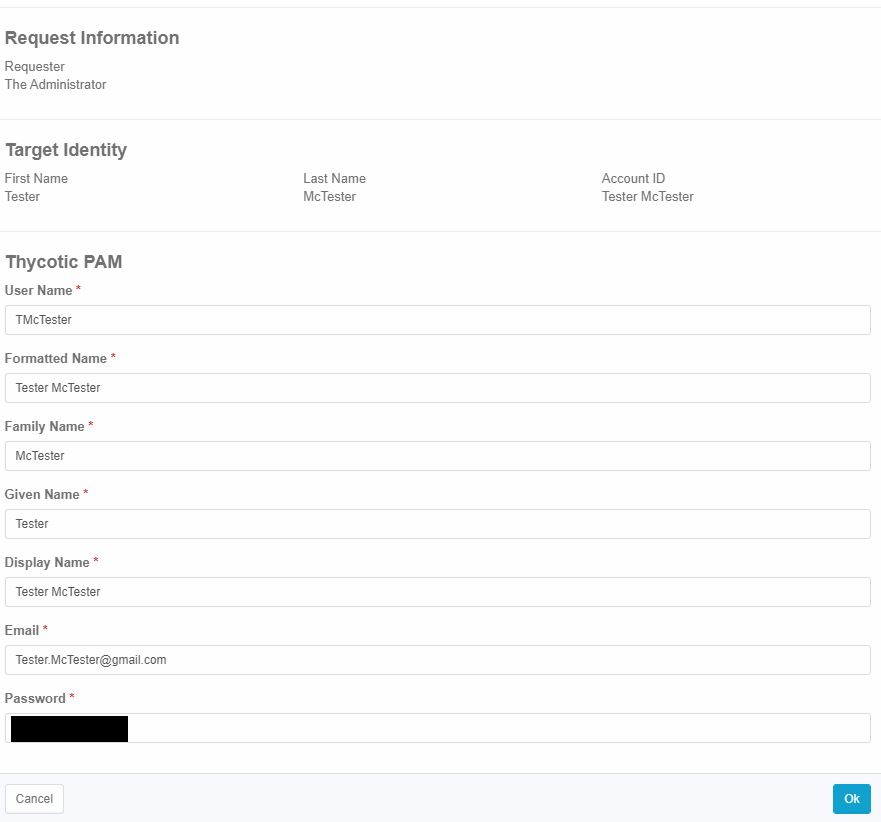 Request Information
Requester
The Administrator
Target Identity
First Name Last Name Account ID
Tester McTester Tester McTester
Thycotic PAM
User Name *
TMcTester
Formatted Name *
Tester McTester
Family Name *
McTester
Given Name *
Tester
Display Name *
Tester McTester
Email *
Tester.McTester@gmail.com
Password *
Cancel Ok